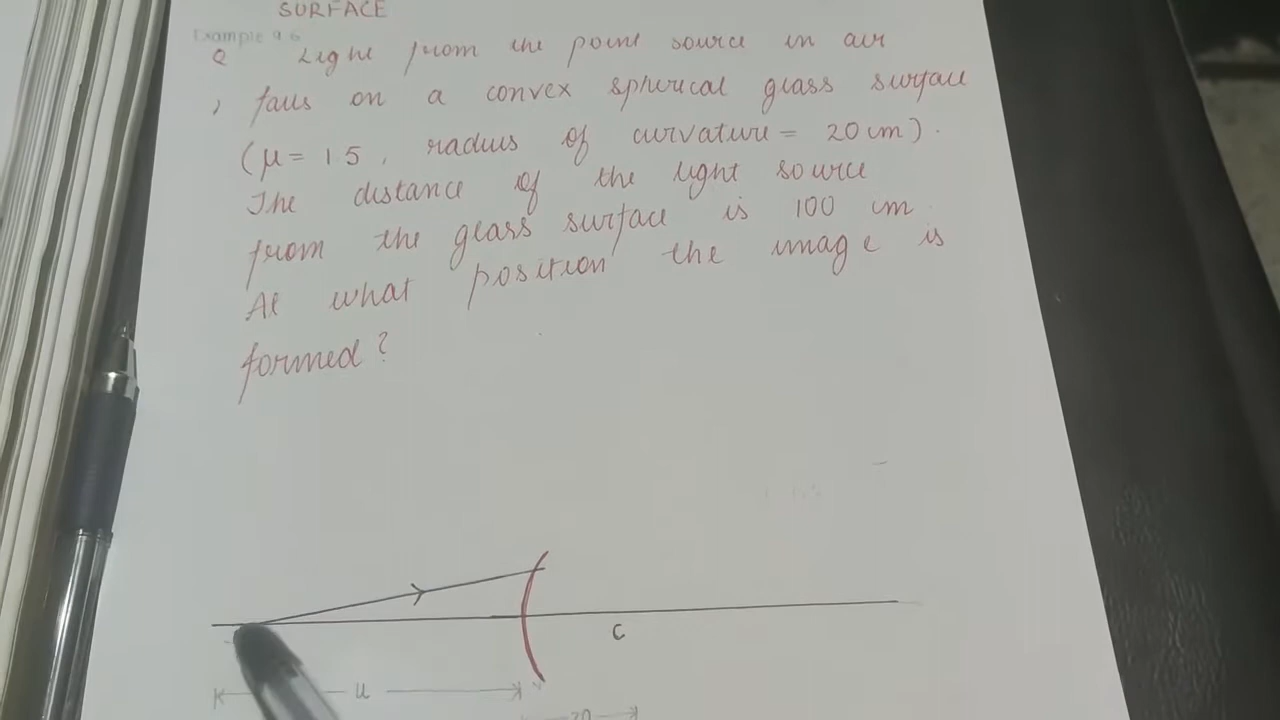 SURFACE
Example 9.6
Q Light from the point source in air
, falls on a convex spherical glass surface
(μ = 1.5, radius of curvature = 20 cm).
The distance of the light source
from the glass surface is 100 cm.
At what position the image is
formed?
C
u
20